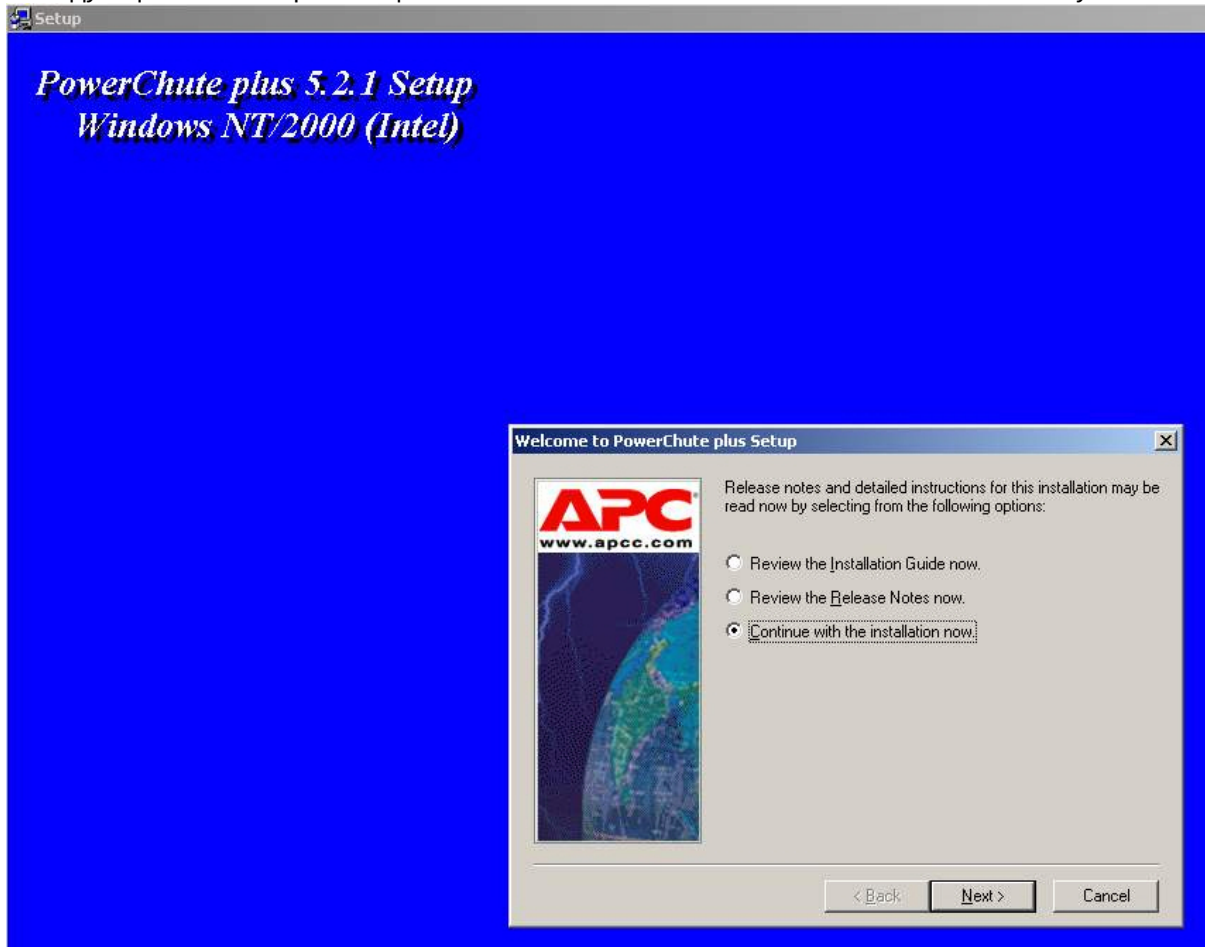 Setup
PowerChute plus 5.2.1 Setup
Windows NT/2000 (Intel)
Welcome to PowerChute plus Setup
APC
www.apcc.com
Release notes and detailed instructions for this installation may be
read now by selecting from the following options:
Review the Installation Guide now.
Review the Release Notes now.
Continue with the installation now.
< Back
Next >
Cancel